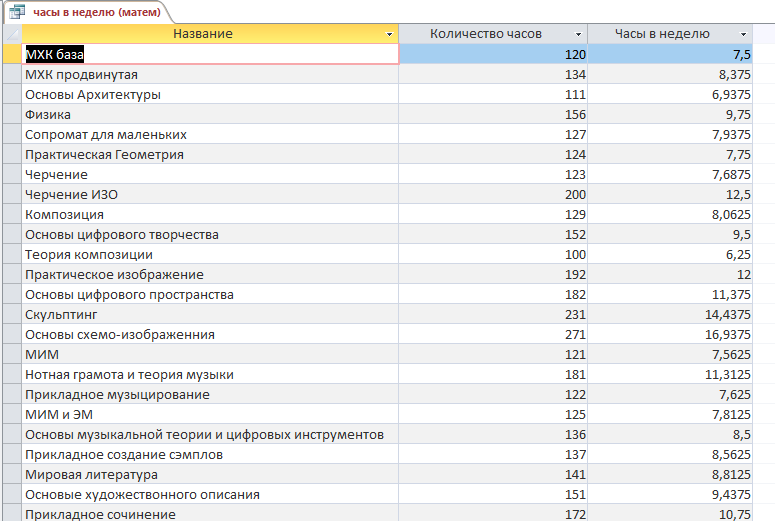 часы в неделю (матем)
Название Количество часов Часы в неделю
МХК база 120 7,5
МХК продвинутая 134 8,375
Основы Архитектуры 111 6,9375
Физика 156 9,75
Сопромат для маленьких 127 7,9375
Практическая Геометрия 124 7,75
Черчение 123 7,6875
Черчение ИЗО 200 12,5
Композиция 129 8,0625
Основы цифрового творчества 152 9,5
Теория композиции 100 6,25
Практическое изображение 192 12
Основы цифрового пространства 182 11,375
Скульптинг 231 14,4375
Основы схемо-изображенния 271 16,9375
МИМ 121 7,5625
Нотная грамота и теория музыки 181 11,3125
Прикладное музыцирование 122 7,625
МИМ и ЭМ 125 7,8125
Основы музыкальной теории и цифровых инструментов 136 8,5
Прикладное создание сэмплов 137 8,5625
Мировая литература 141 8,8125
Основые художественного описания 151 9,4375
Прикладное сочинение 172 10,75